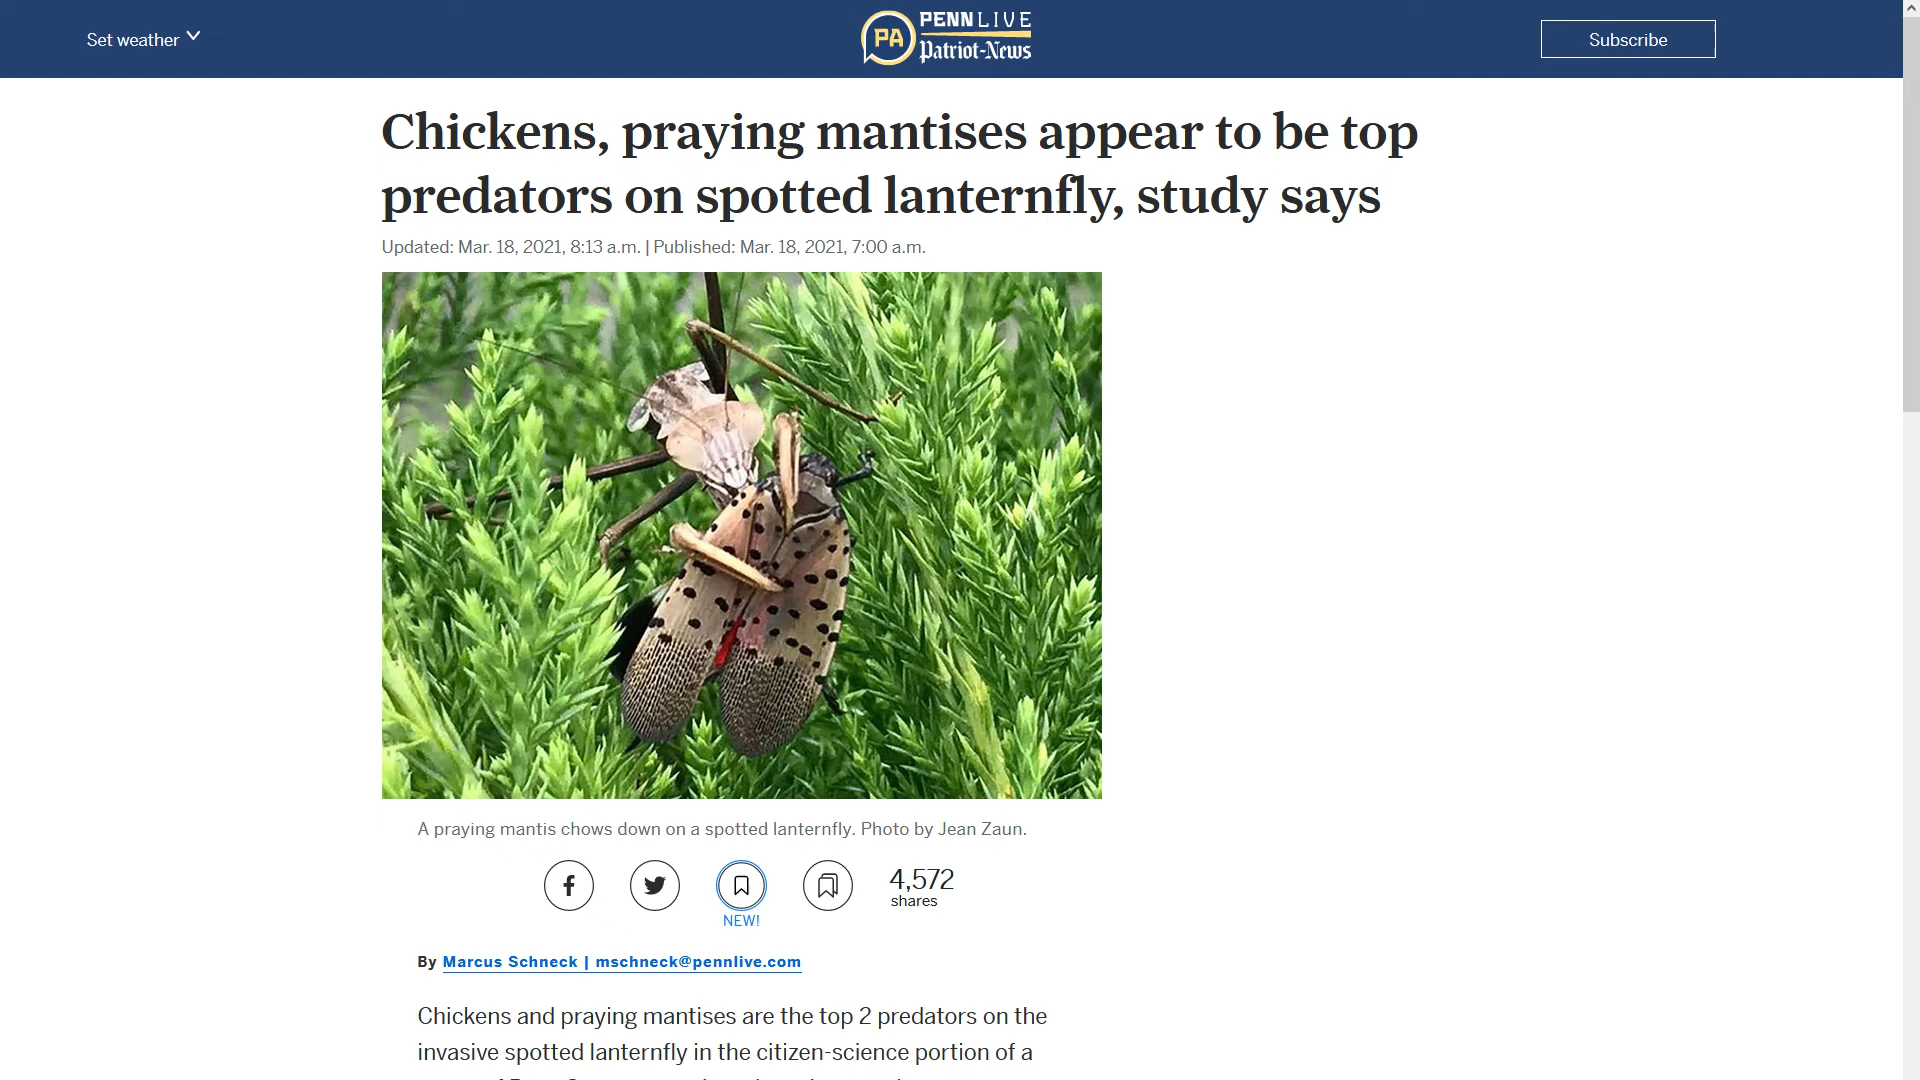 Set weather
PA
PENNLIVE
Patriot-News
Subscribe
Chickens, praying mantises appear to be top
predators on spotted lanternfly, study says
Updated: Mar. 18, 2021, 8:13 a.m. | Published: Mar. 18, 2021, 7:00 a.m.
A praying mantis chows down on a spotted lanternfly. Photo by Jean Zaun.
4,572
shares
NEW!
By Marcus Schneck | mschneck@pennlive.com
Chickens and praying mantises are the top 2 predators on the
invasive spotted lanternfly in the citizen-science portion of a